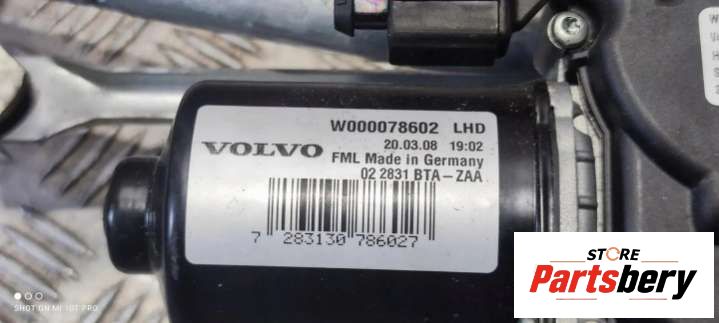 W000078602 LHD
VOLVO
20.03.08 19:02
FML Made in Germany
02 2831 BTA-ZAA
7 283130 786027
STORE
Partsbery
SHOT ON MI 10T PRO